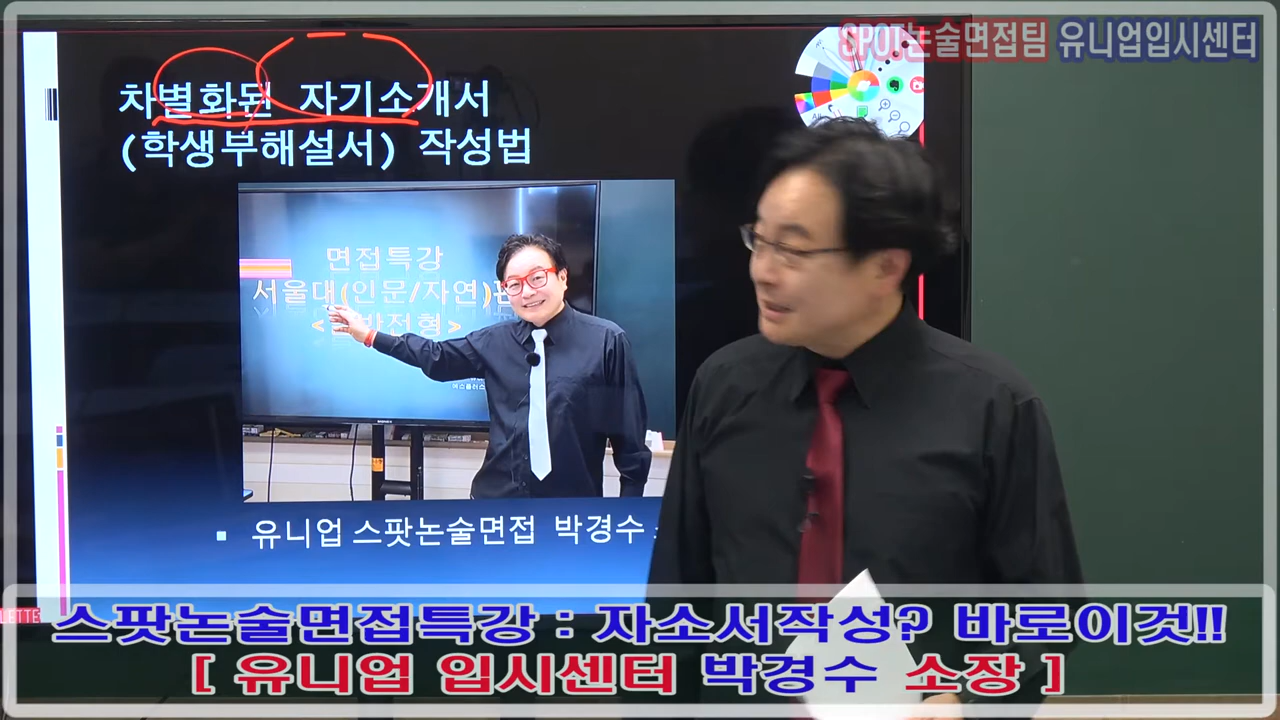 SPOT논술면접팀 유니업입시센터
차별화된 자기소개서
(학생부해설서) 작성법
면접특강
서울대(인문/자연)
유니업 스팟논술면접 박경수
LETTE
스팟논술면접특강 : 자소서작성? 바로이것!!
[ 유니업 입시센터 박경수 소장 ]